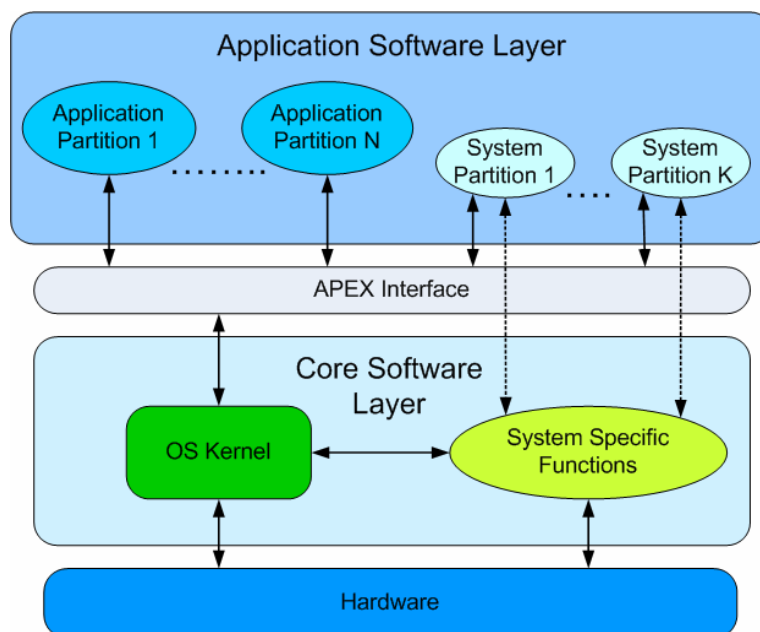 Application Software Layer
Application
Partition 1
Application
Partition N
System
Partition 1
System
Partition K
APEX Interface
Core Software
Layer
OS Kernel
System Specific
Functions
Hardware